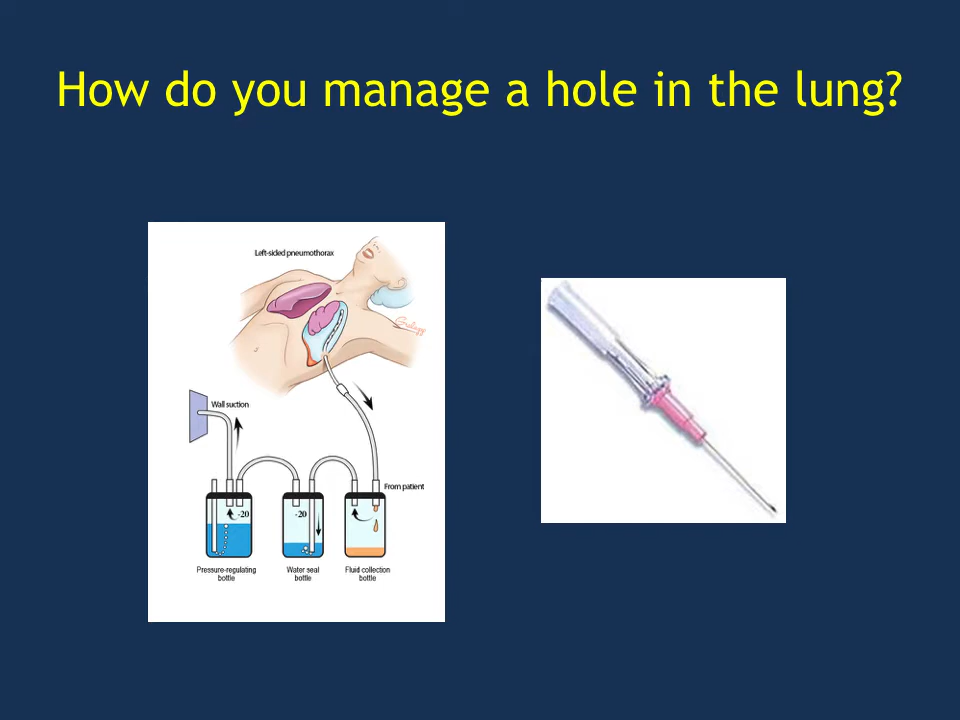 How do you manage a hole in the lung?
Left-sided pneumothorax
Wall suction
From patient
-20
-20
Pressure-regulating
bottle
Water seal
bottle
Fluid collection
bottle